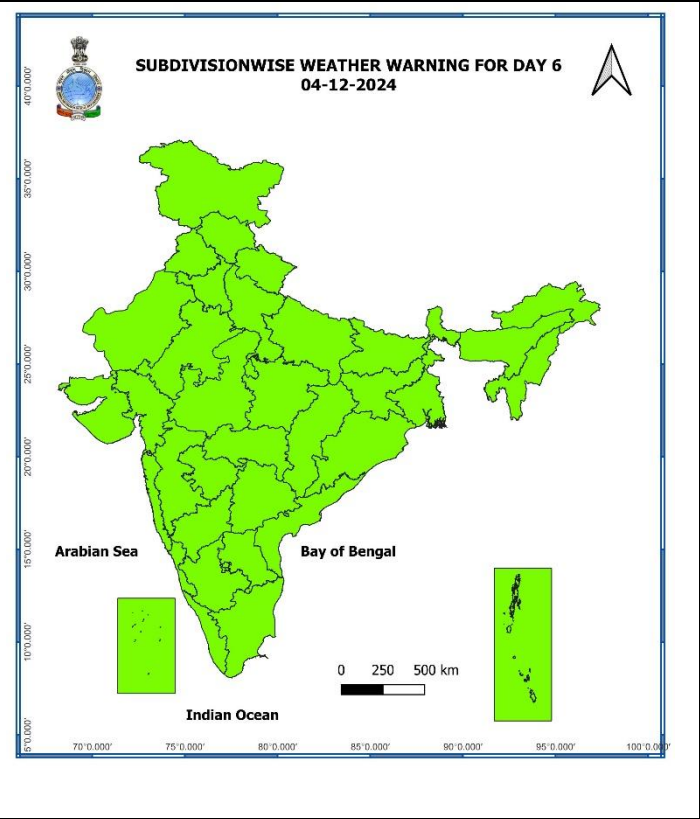 SUBDIVISIONWISE WEATHER WARNING FOR DAY 6
04-12-2024
40°0.000'
35°0.000'
30°0.000'
25°0.000'
20°0.000'
15°0.000'
10°0.000'
5°0.000'
Arabian Sea
Bay of Bengal
0 250 500 km
Indian Ocean
70°0.000' 75°0.000' 80°0.000' 85°0.000' 90°0.000' 95°0.000' 100°0.000'